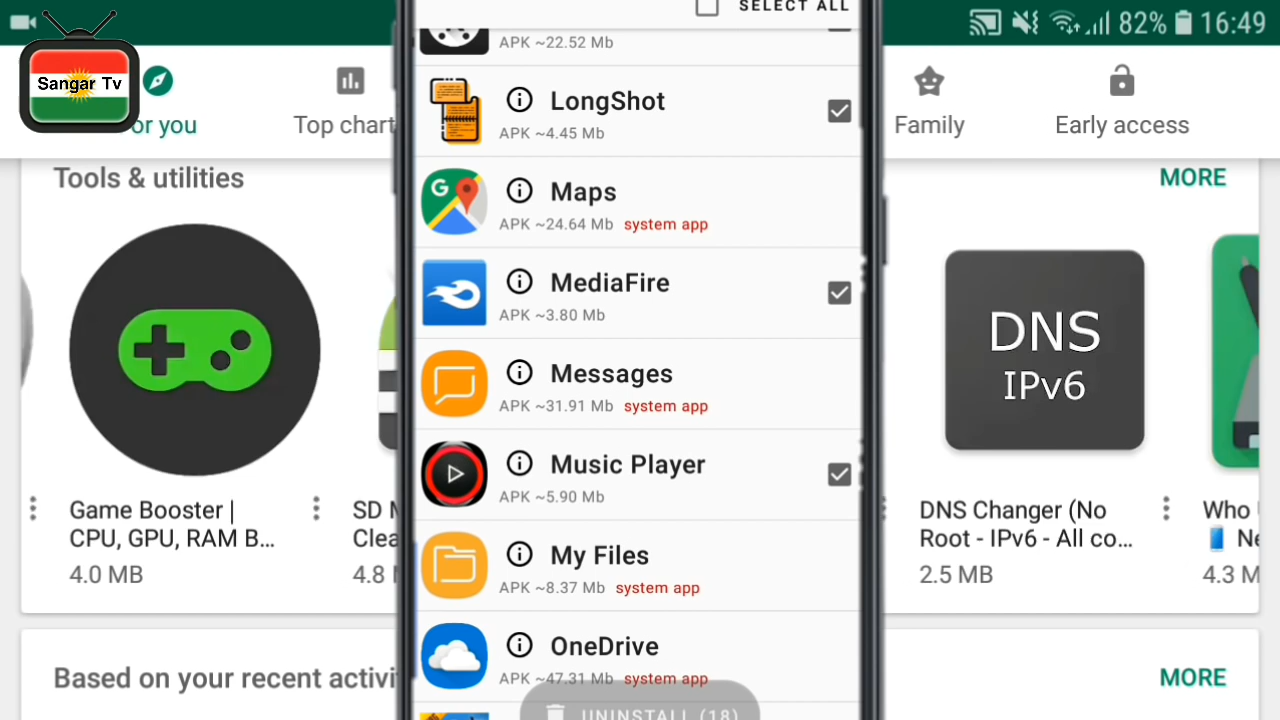 SELECT ALL
82% 16:49
Sangar Tv
or you
Top chart
Family
Early access
Tools & utilities
MORE
APK ~22.52 Mb
LongShot
APK ~4.45 Mb
Maps
APK ~24.64 Mb system app
MediaFire
APK ~3.80 Mb
Messages
APK ~31.91 Mb system app
Music Player
APK ~5.90 Mb
My Files
APK ~8.37 Mb system app
OneDrive
APK ~47.31 Mb system app
UNINSTALL (18)
DNS
IPv6
Game Booster |
CPU, GPU, RAM B...
4.0 MB
SD
Clea
4.8
DNS Changer (No
Root - IPv6 - All co...
2.5 MB
Who
Ne
4.3 M
Based on your recent activi
MORE